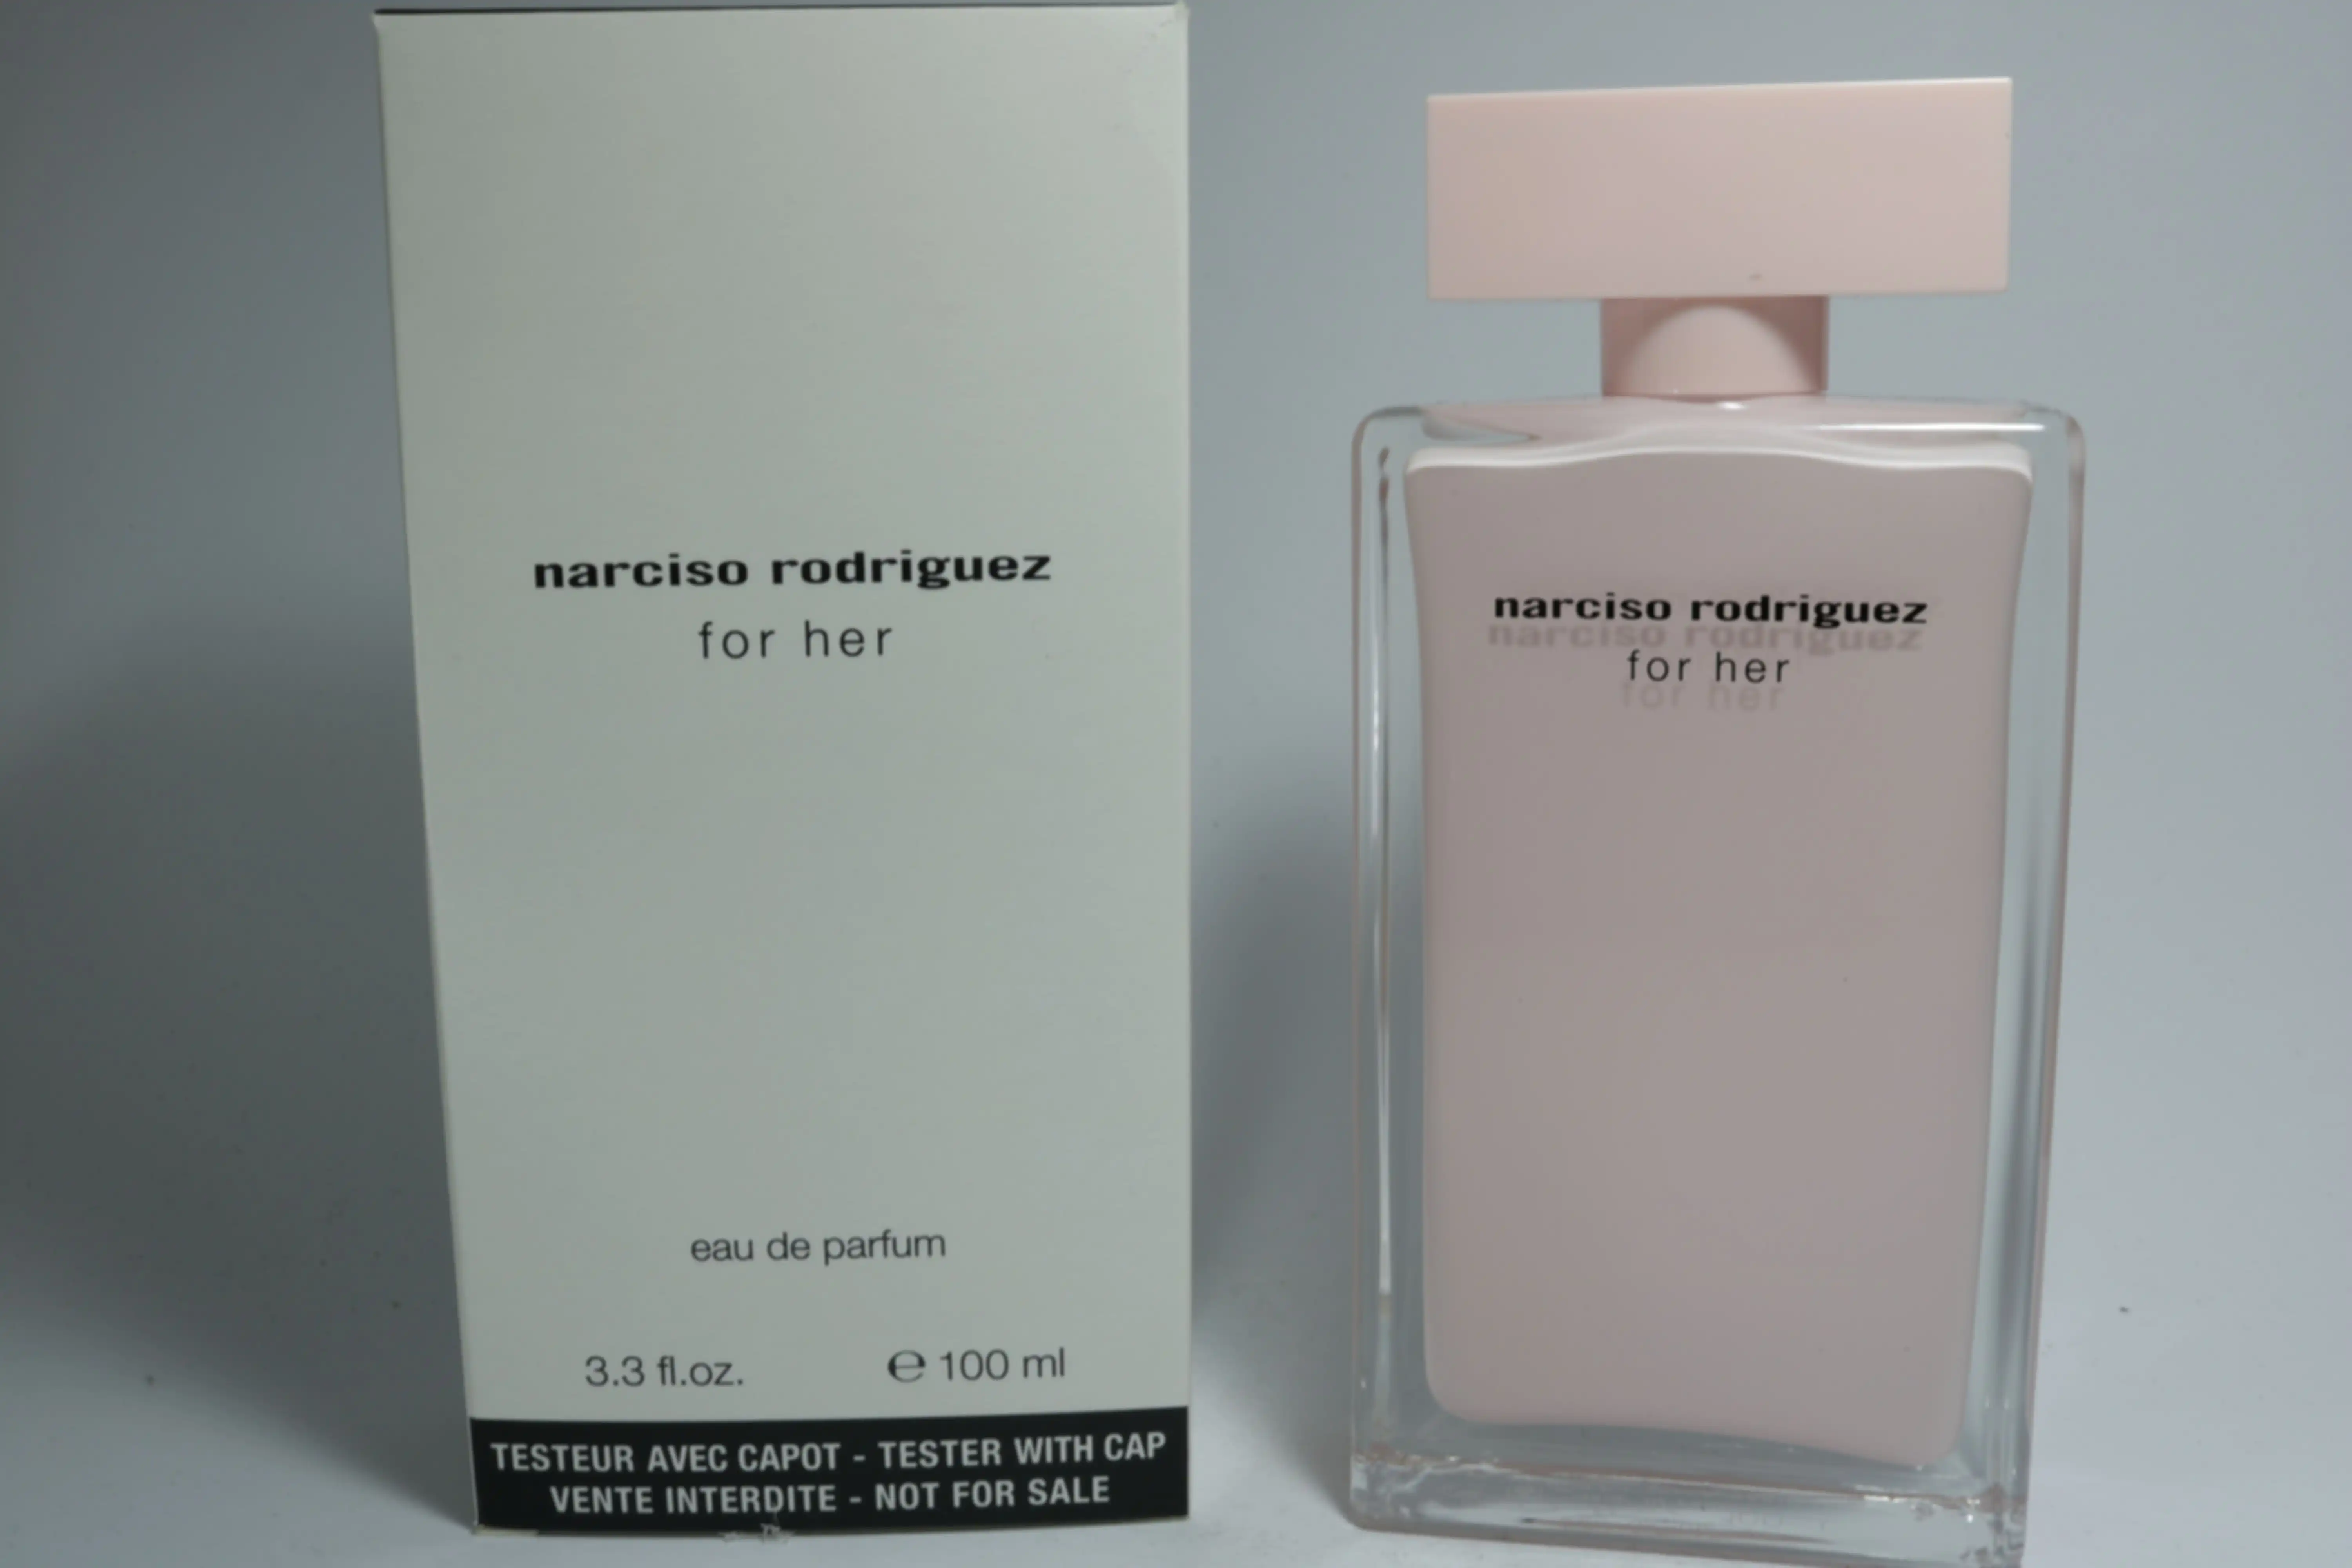 narciso rodriguez
for her
eau de parfum
3.3 fl.oz. ℮ 100 ml
TESTEUR AVEC CAPOT - TESTER WITH CAP
VENTE INTERDITE - NOT FOR SALE
narciso rodriguez
for her